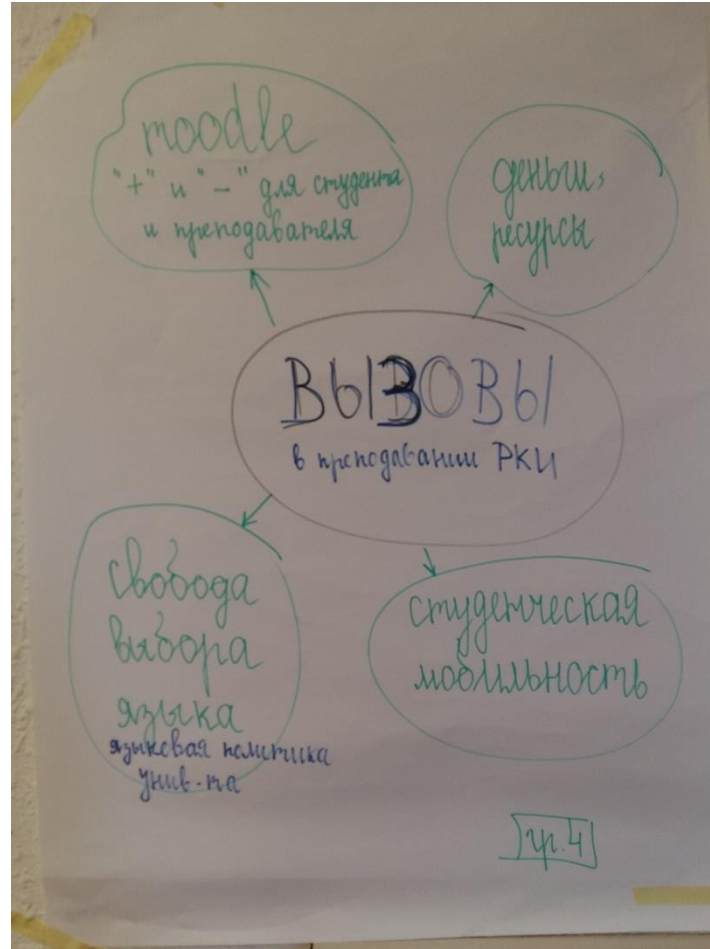 moodle
"+" и "-" для студента
и преподавателя
деньги,
ресурсы
ВЫЗОВЫ
в преподавании РКИ
свобода
выбора
языка
языковая политика
унив-та
студенческая
мобильность
гр. 4